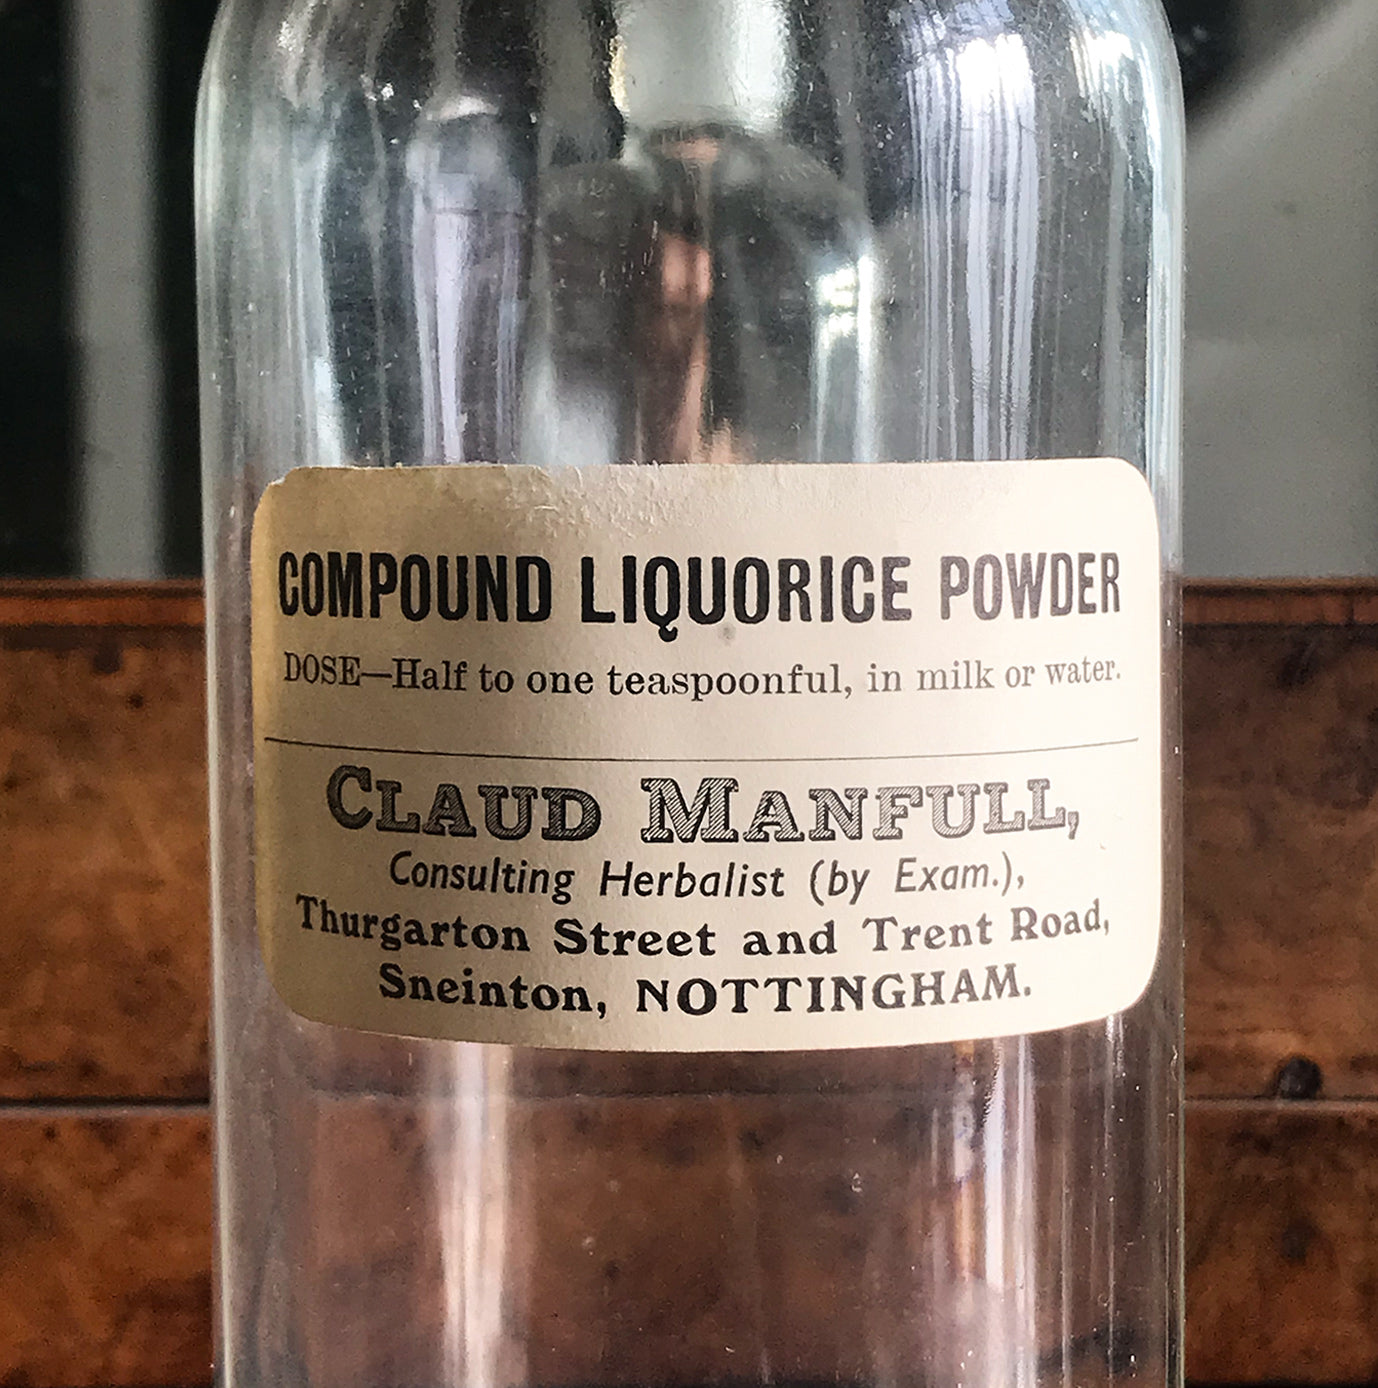 COMPOUND LIQUORICE POWDER
DOSE—Half to one teaspoonful, in milk or water.
CLAUD MANFULL,
Consulting Herbalist (by Exam.),
Thurgarton Street and Trent Road,
Sneinton, NOTTINGHAM.